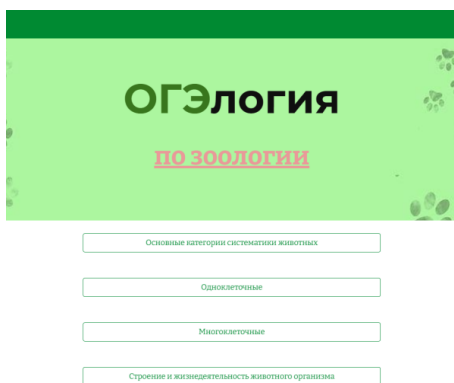 ОГЭлогия
по зоологии
Основные категории систематики животных
Одноклеточные
Многоклеточные
Строение и жизнедеятельность животного организма